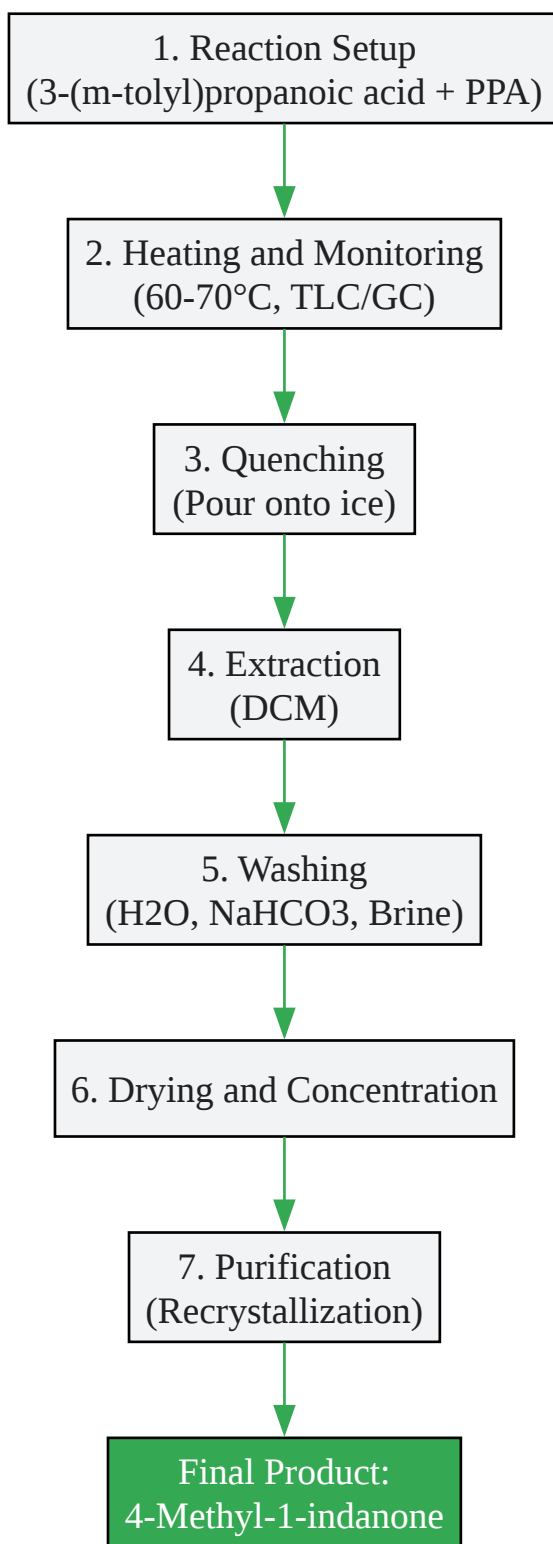 1. Reaction Setup
(3-(m-tolyl)propanoic acid + PPA)
2. Heating and Monitoring
(60-70°C, TLC/GC)
3. Quenching
(Pour onto ice)
4. Extraction
(DCM)
5. Washing
(H2O, NaHCO3, Brine)
6. Drying and Concentration
7. Purification
(Recrystallization)
Final Product:
4-Methyl-1-indanone